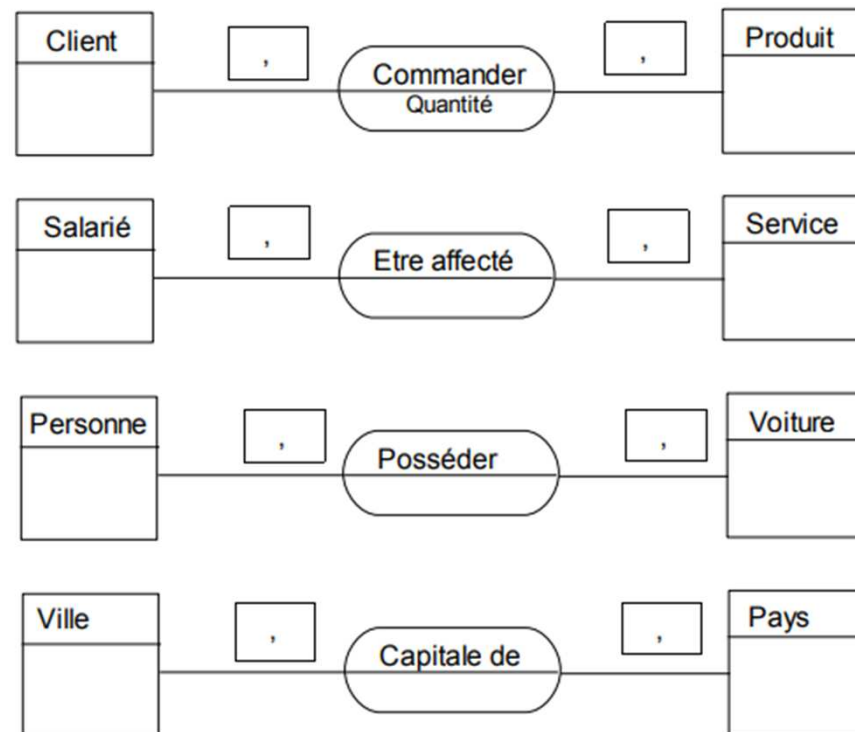 Client , Commander , Produit
Quantité
Salarié , Etre affecté , Service
Personne , Posséder , Voiture
Ville , Capitale de , Pays